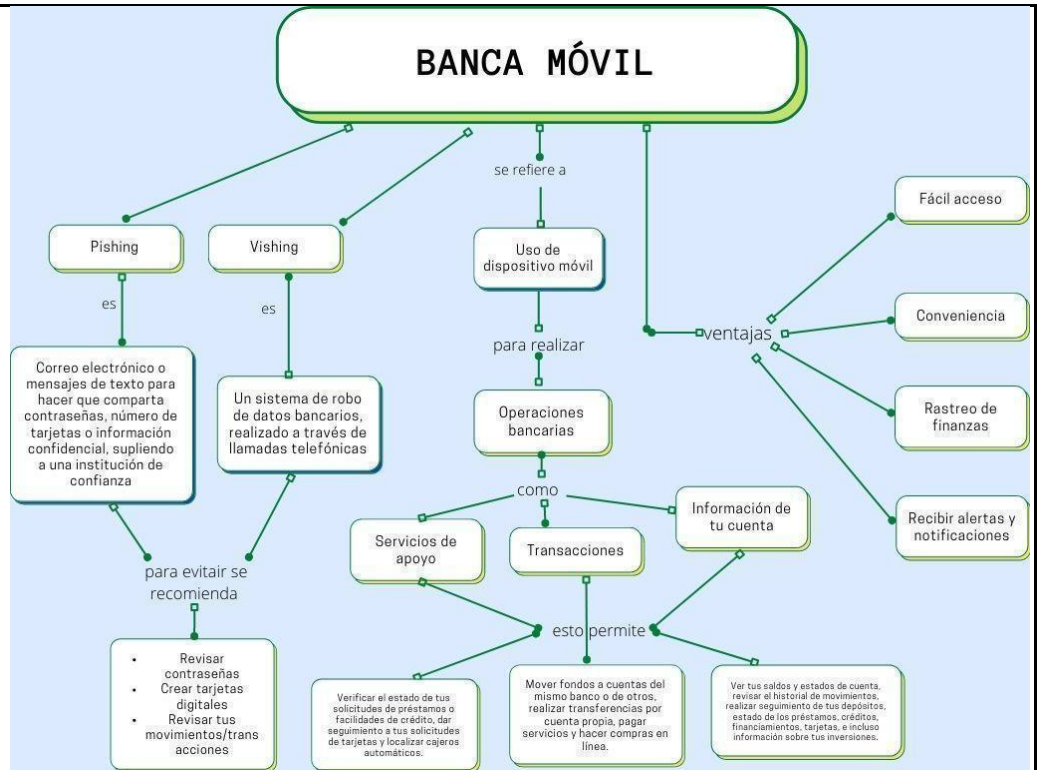 BANCA MÓVIL
Pishing
es
Correo electrónico o
mensajes de texto para
hacer que comparta
contraseñas, número de
tarjetas o información
confidencial, supliendo
a una institución de
confianza
Vishing
es
Un sistema de robo
de datos bancarios,
realizado a través de
llamadas telefónicas
para evitair se
recomienda
• Revisar
contraseñas
• Crear tarjetas
digitales
• Revisar tus
movimientos/trans
acciones
se refiere a
Uso de
dispositivo móvil
para realizar
Operaciones
bancarias
como
Servicios de
apoyo
Transacciones
Información de
tu cuenta
esto permite
Verificar el estado de tus
solicitudes de préstamos o
facilidades de crédito, dar
seguimiento a tus solicitudes
de tarjetas y localizar cajeros
automáticos.
Mover fondos a cuentas del
mismo banco o de otros,
realizar transferencias por
cuenta propia, pagar
servicios y hacer compras en
línea.
Ver tus saldos y estados de cuenta,
revisar el historial de movimientos,
realizar seguimiento de tus depósitos,
estado de los préstamos, créditos,
financiamientos, tarjetas, e incluso
información sobre tus inversiones.
ventajas
Fácil acceso
Conveniencia
Rastreo de
finanzas
Recibir alertas y
notificaciones